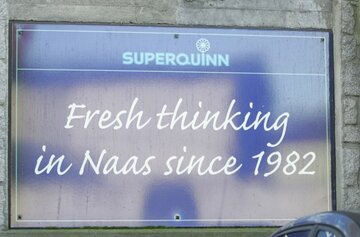 SUPERQUINN
Fresh thinking
in Naas since 1982